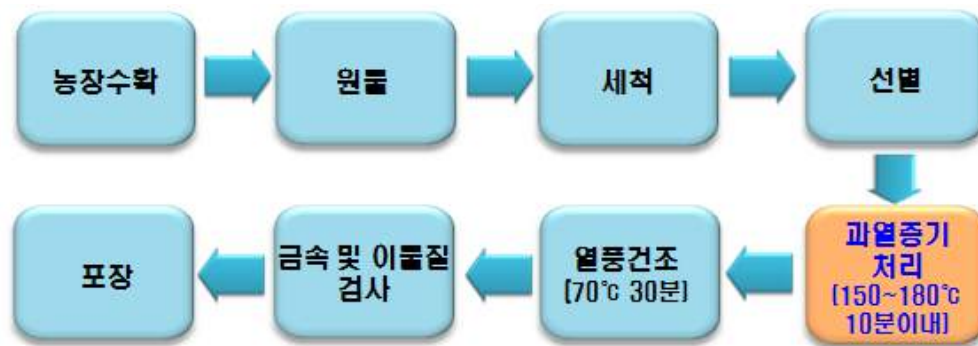 농장수확
원물
세척
선별
과열증기
처리
(150~180℃
10분이내)
열풍건조
(70℃ 30분)
금속 및 이물질
검사
포장